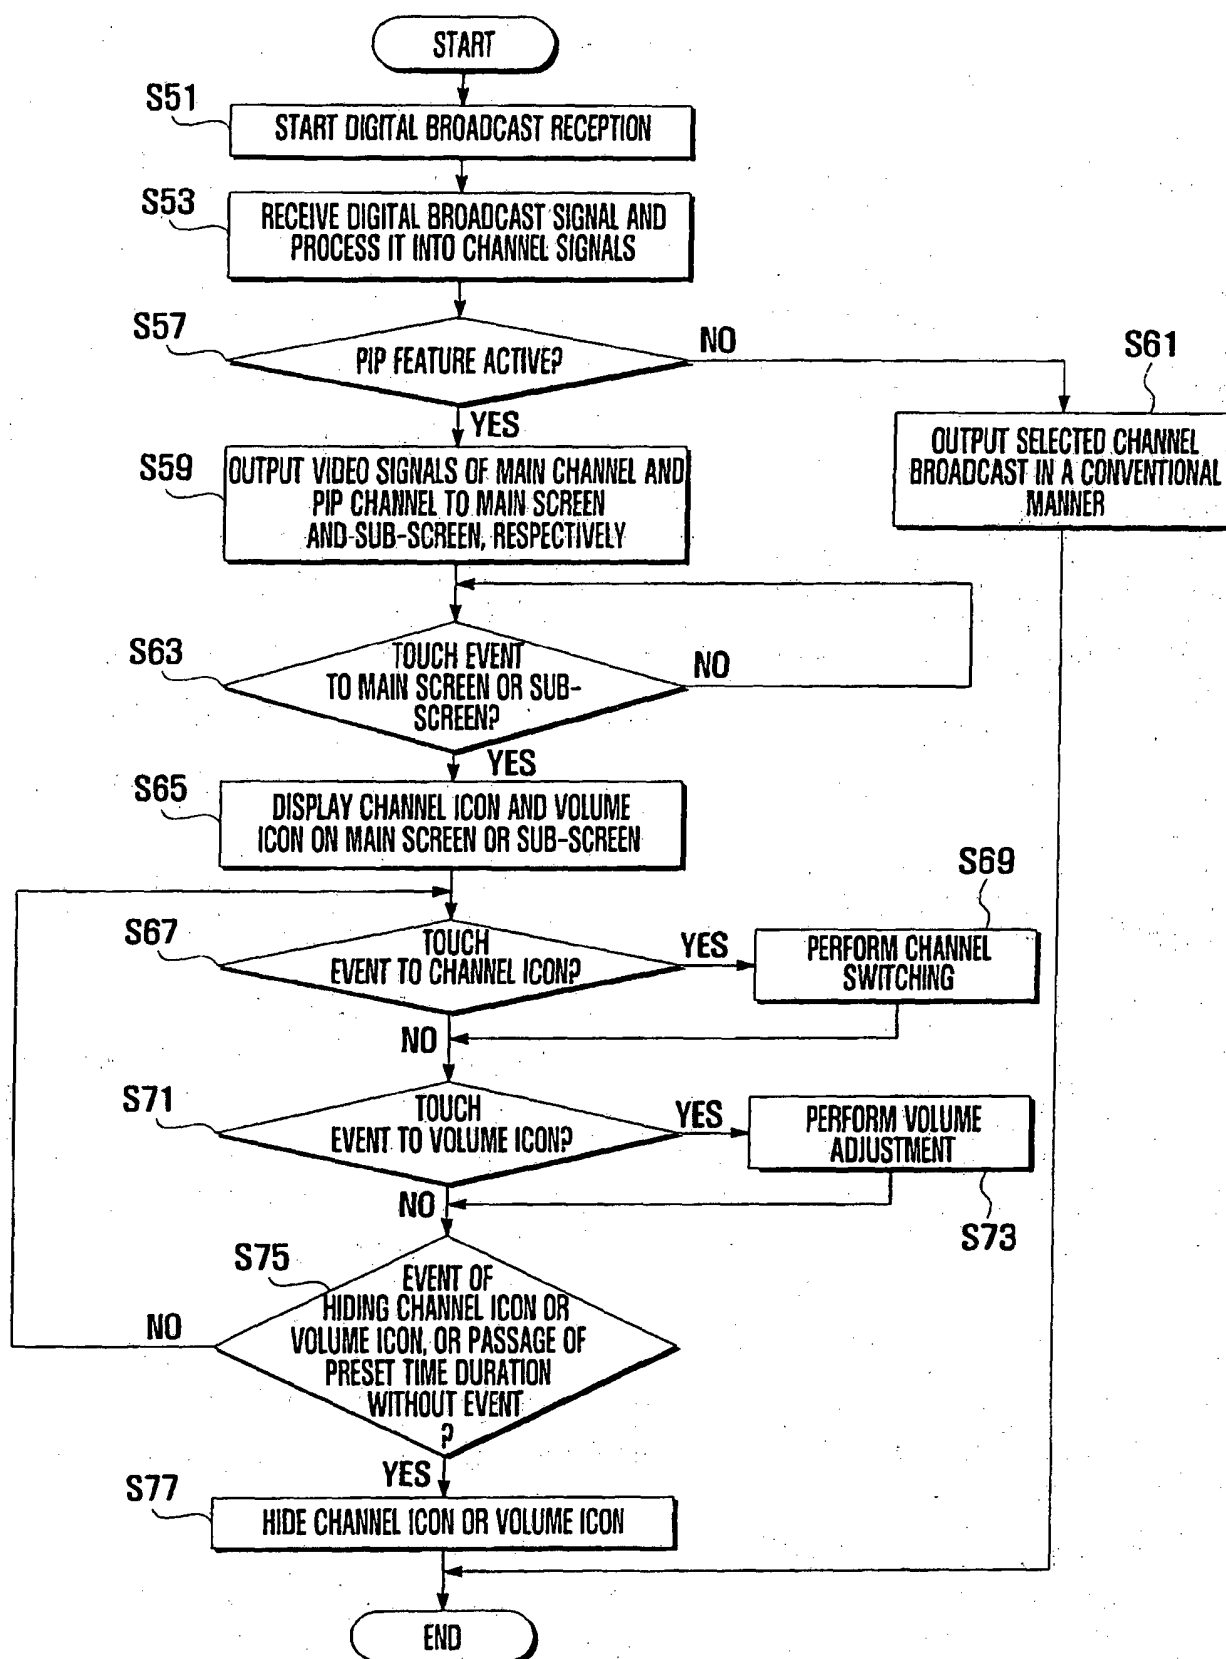 START
S51
START DIGITAL BROADCAST RECEPTION
S53
RECEIVE DIGITAL BROADCAST SIGNAL AND
PROCESS IT INTO CHANNEL SIGNALS
S57
PIP FEATURE ACTIVE?
NO
S61
OUTPUT SELECTED CHANNEL
BROADCAST IN A CONVENTIONAL
MANNER
YES
S59
OUTPUT VIDEO SIGNALS OF MAIN CHANNEL AND
PIP CHANNEL TO MAIN SCREEN
AND-SUB-SCREEN, RESPECTIVELY
S63
TOUCH EVENT
TO MAIN SCREEN OR SUB-
SCREEN?
NO
YES
S65
DISPLAY CHANNEL ICON AND VOLUME
ICON ON MAIN SCREEN OR SUB-SCREEN
S67
TOUCH
EVENT TO CHANNEL ICON?
YES
S69
PERFORM CHANNEL
SWITCHING
NO
S71
TOUCH
EVENT TO VOLUME ICON?
YES
PERFORM VOLUME
ADJUSTMENT
S73
NO
S75
EVENT OF
HIDING CHANNEL ICON OR
VOLUME ICON, OR PASSAGE OF
PRESET TIME DURATION
WITHOUT EVENT
?
NO
YES
S77
HIDE CHANNEL ICON OR VOLUME ICON
END